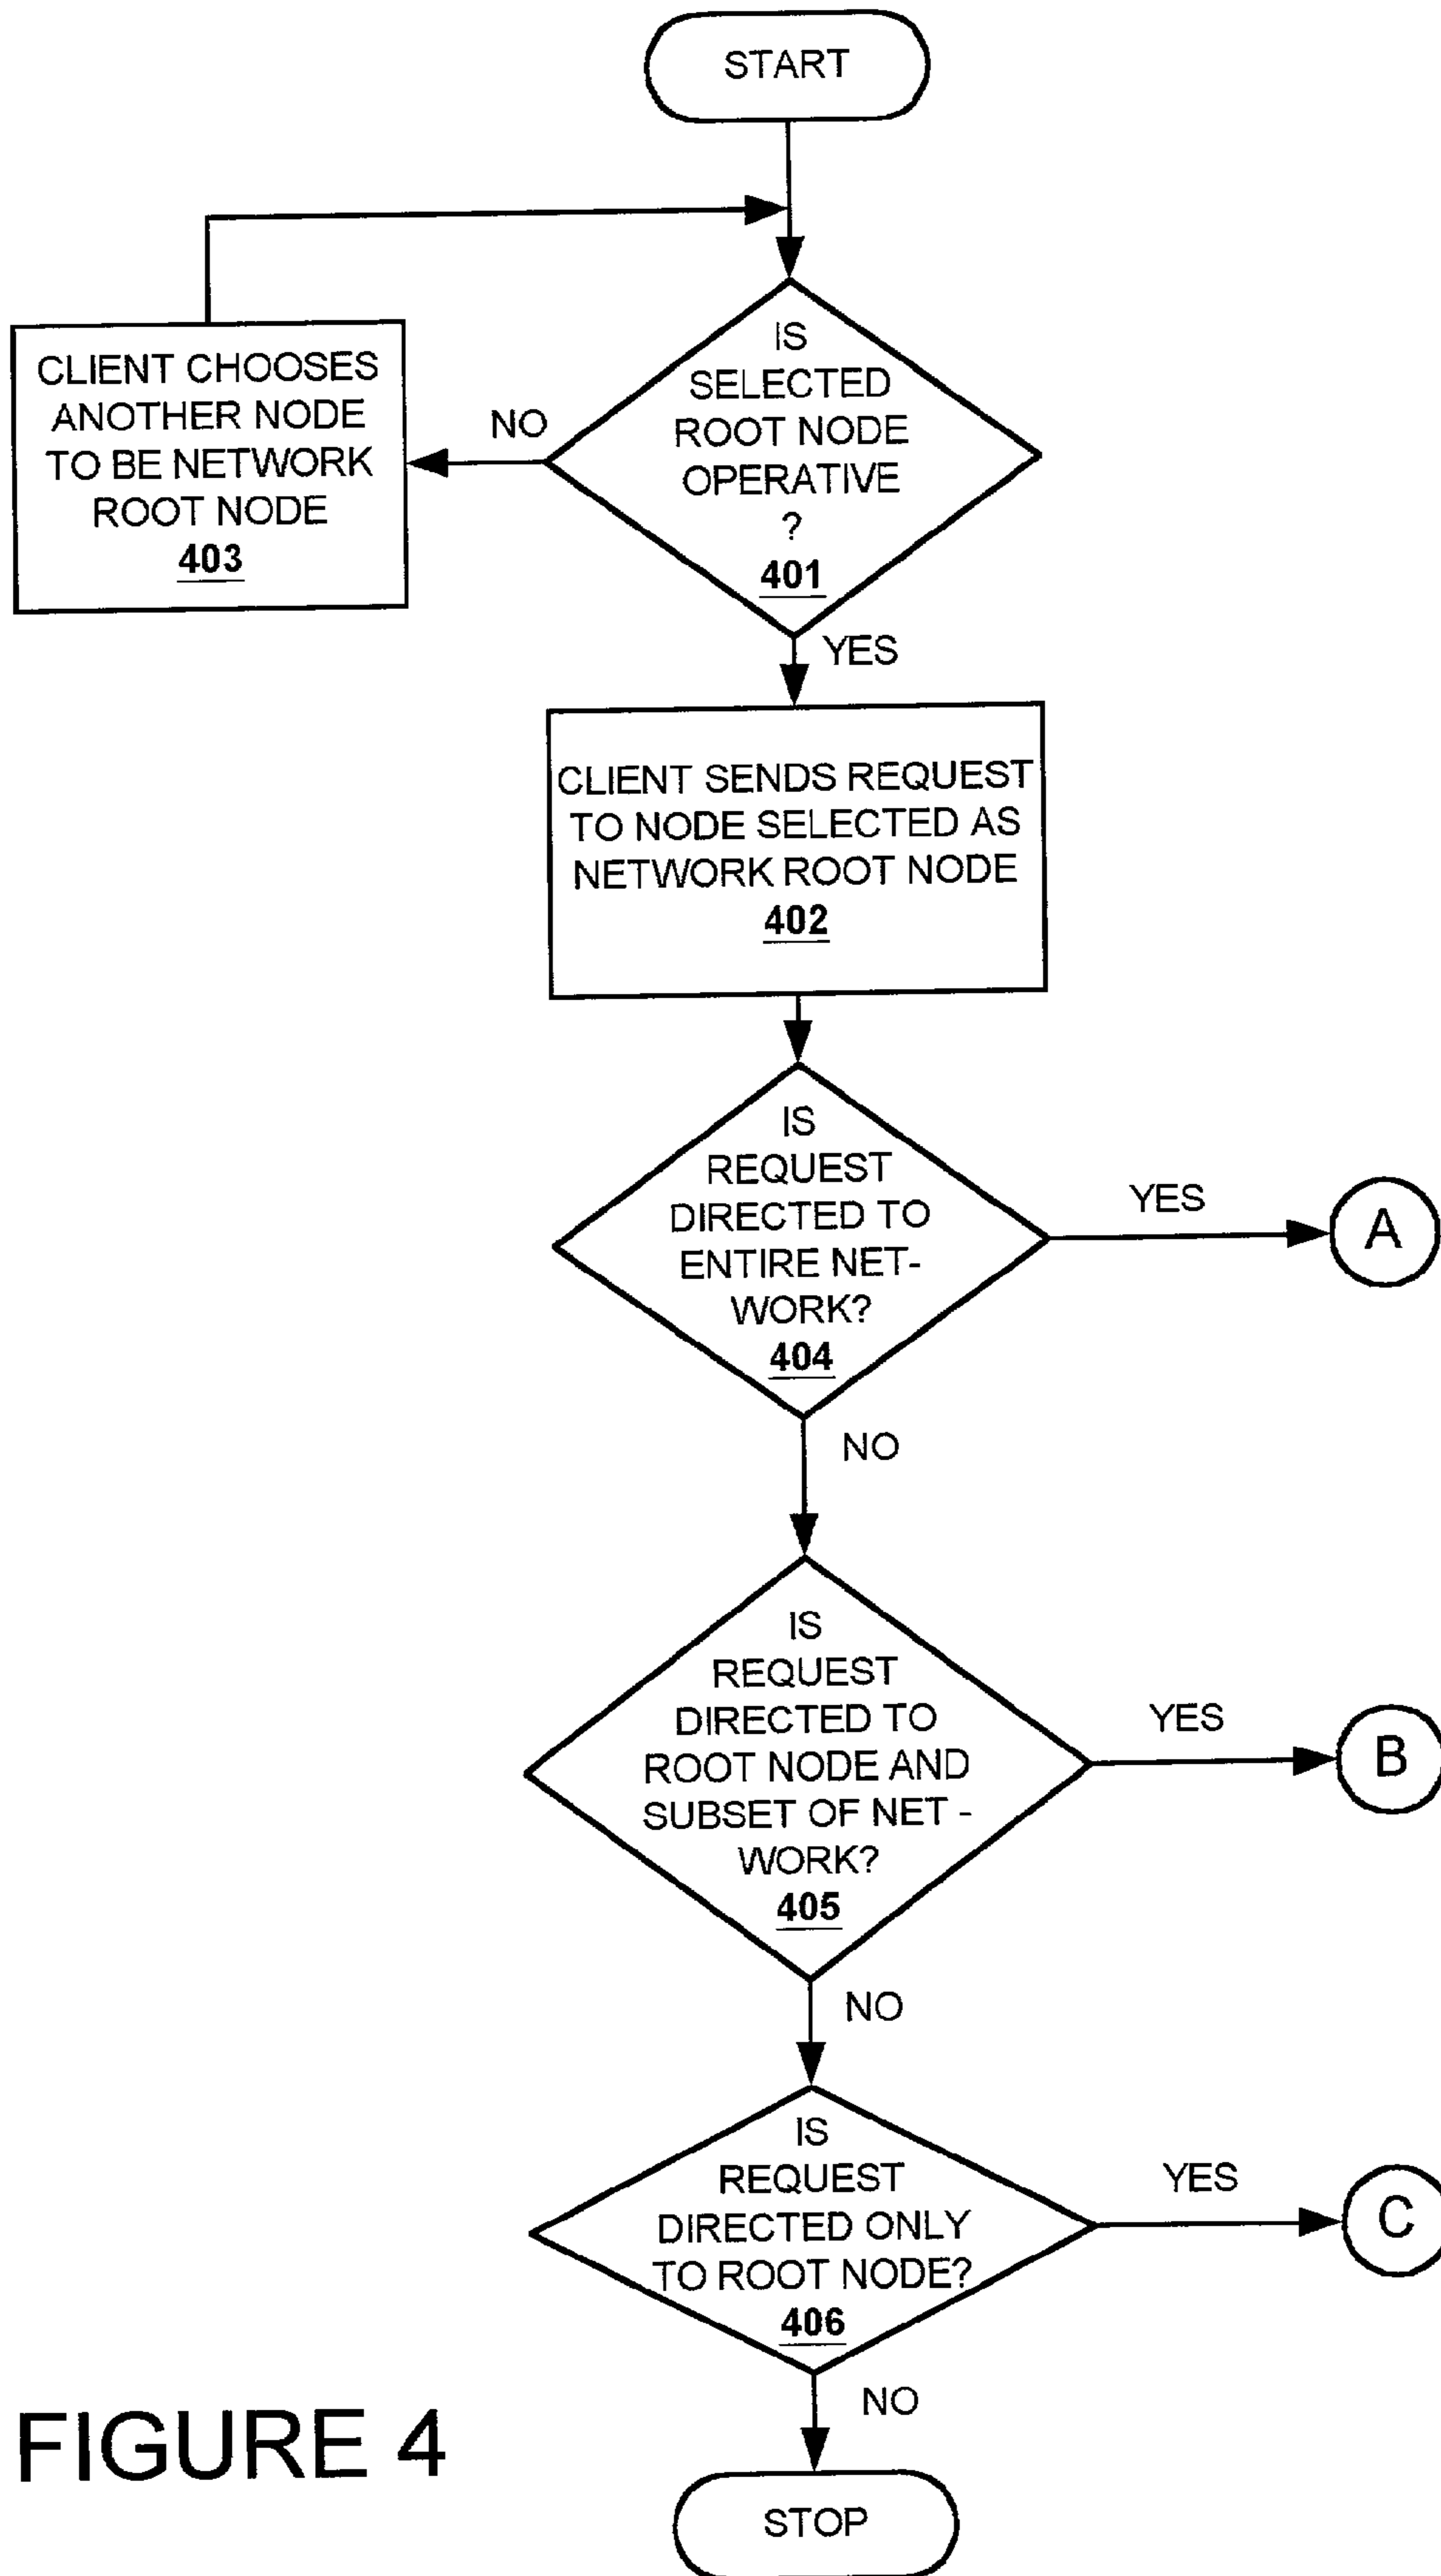 START
IS
SELECTED
ROOT NODE
OPERATIVE
?
401
NO
CLIENT CHOOSES
ANOTHER NODE
TO BE NETWORK
ROOT NODE
403
YES
CLIENT SENDS REQUEST
TO NODE SELECTED AS
NETWORK ROOT NODE
402
IS
REQUEST
DIRECTED TO
ENTIRE NET-
WORK?
404
YES
A
NO
IS
REQUEST
DIRECTED TO
ROOT NODE AND
SUBSET OF NET -
WORK?
405
YES
B
NO
IS
REQUEST
DIRECTED ONLY
TO ROOT NODE?
406
YES
C
NO
STOP
FIGURE 4